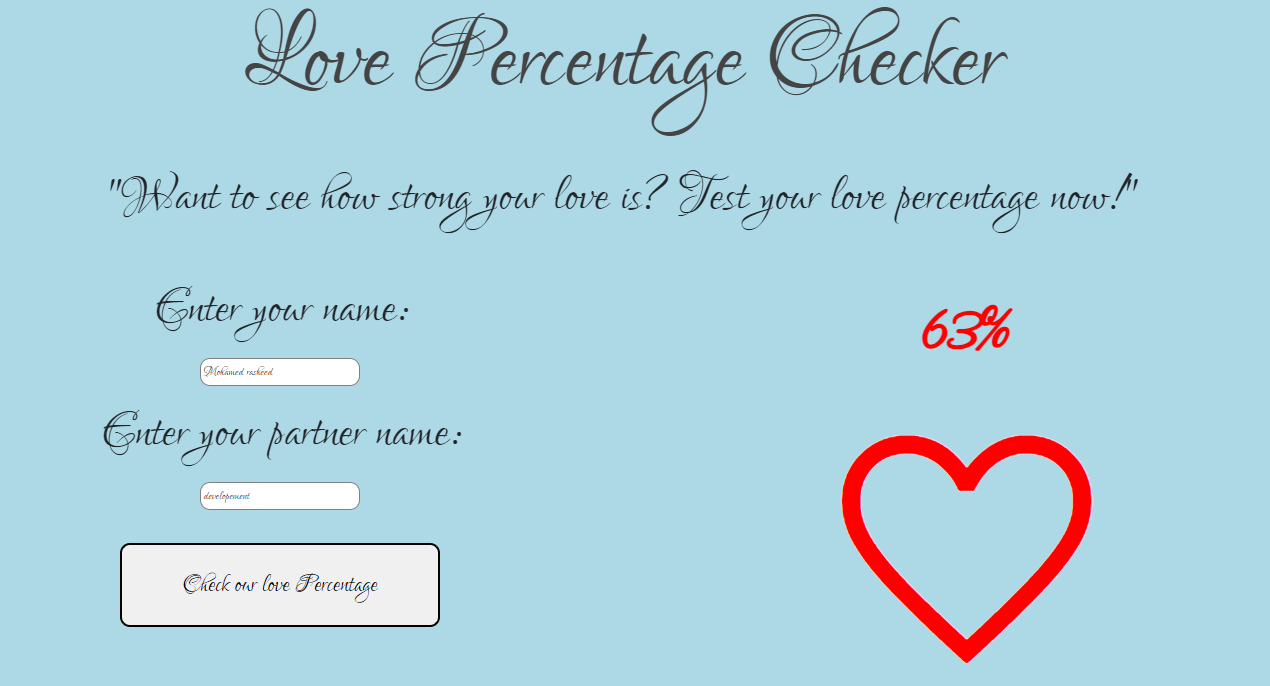 Love Percentage Checker
"Want to see how strong your love is? Test your love percentage now!"
Enter your name:
Mohamed rasheed
Enter your partner name:
developement
Check our love Percentage
63%